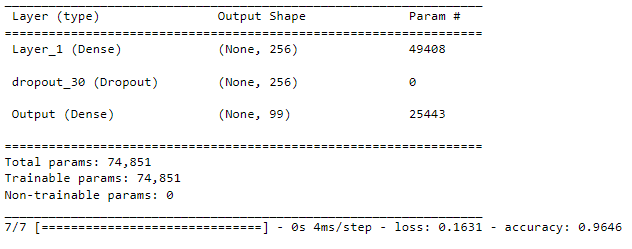 Layer (type) Output Shape Param #
=================================================================
Layer_1 (Dense) (None, 256) 49408
dropout_30 (Dropout) (None, 256) 0
Output (Dense) (None, 99) 25443
=================================================================
Total params: 74,851
Trainable params: 74,851
Non-trainable params: 0
_________________________________________________________________
7/7 [==============================] - 0s 4ms/step - loss: 0.1631 - accuracy: 0.9646